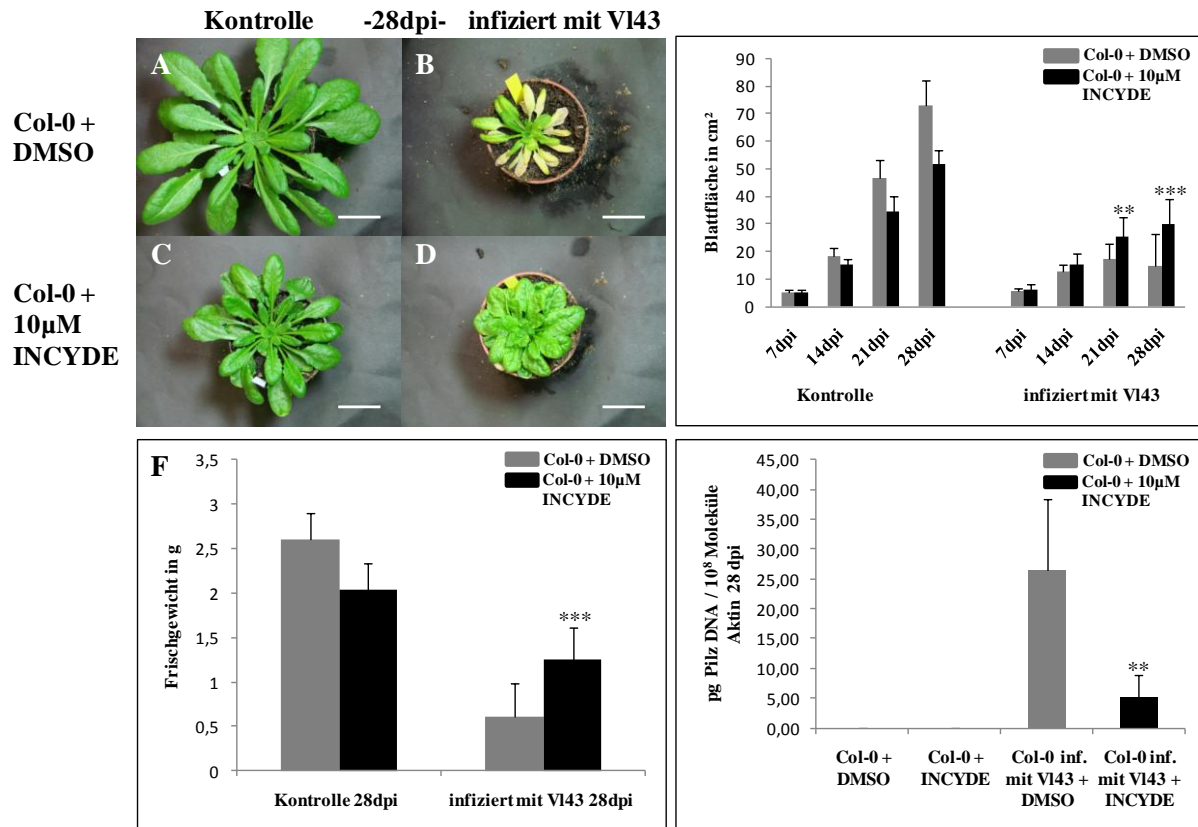 Kontrolle -28dpi- infiziert mit Vl43
Col-0 +
DMSO
A
B
Col-0 +
10µM
INCYDE
C
D
Col-0 + DMSO
Col-0 + 10µM
INCYDE
Blattfläche in cm²
90
80
70
60
50
40
30
20
10
0
**
***
7dpi
14dpi
21dpi
28dpi
7dpi
14dpi
21dpi
28dpi
Kontrolle
infiziert mit Vl43
F
Col-0 + DMSO
Col-0 + 10µM
INCYDE
Frischgewicht in g
3,5
3
2,5
2
1,5
1
0,5
0
***
Kontrolle 28dpi
infiziert mit Vl43 28dpi
Col-0 + DMSO
Col-0 + 10µM
INCYDE
pg Pilz DNA / 10⁸ Moleküle
Aktin 28 dpi
45,00
40,00
35,00
30,00
25,00
20,00
15,00
10,00
5,00
0,00
**
Col-0 +
DMSO
Col-0 +
INCYDE
Col-0 inf.
mit Vl43 +
DMSO
Col-0 inf.
mit Vl43 +
INCYDE